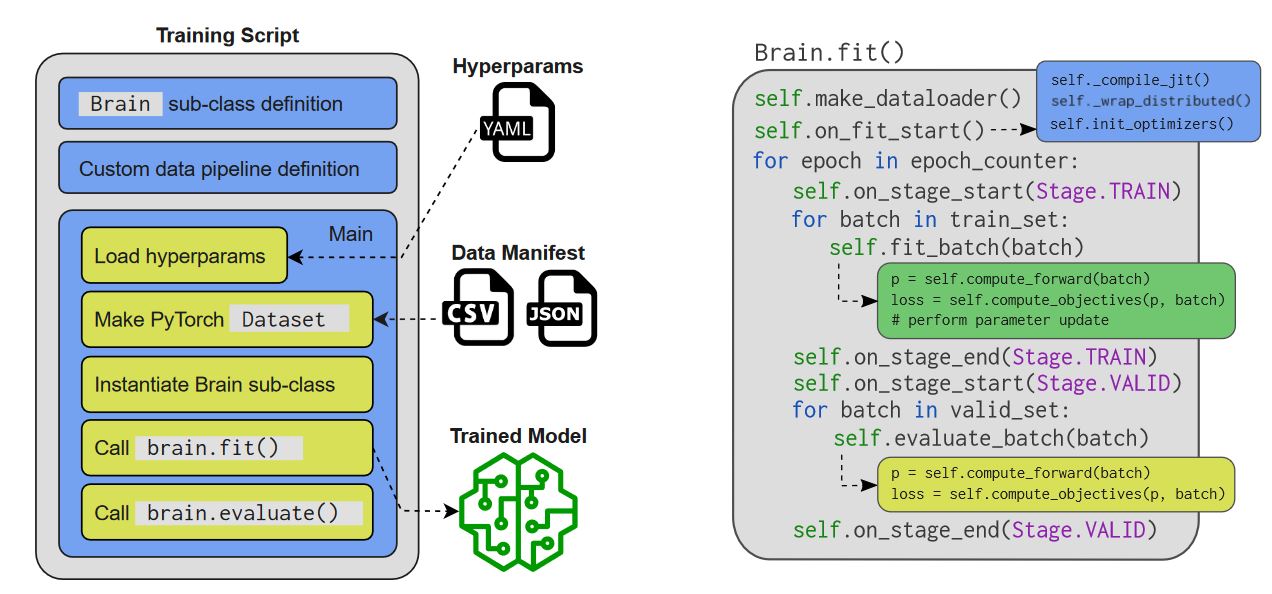 Training Script
Brain sub-class definition
Custom data pipeline definition
Main
Load hyperparams
Make PyTorch Dataset
Instantiate Brain sub-class
Call brain.fit()
Call brain.evaluate()
Hyperparams
YAML
Data Manifest
CSV
JSON
Trained Model
Brain.fit()
self.make_dataloader()
self.on_fit_start()
self._compile_jit()
self._wrap_distributed()
self.init_optimizers()
for epoch in epoch_counter:
self.on_stage_start(Stage.TRAIN)
for batch in train_set:
self.fit_batch(batch)
p = self.compute_forward(batch)
loss = self.compute_objectives(p, batch)
# perform parameter update
self.on_stage_end(Stage.TRAIN)
self.on_stage_start(Stage.VALID)
for batch in valid_set:
self.evaluate_batch(batch)
p = self.compute_forward(batch)
loss = self.compute_objectives(p, batch)
self.on_stage_end(Stage.VALID)